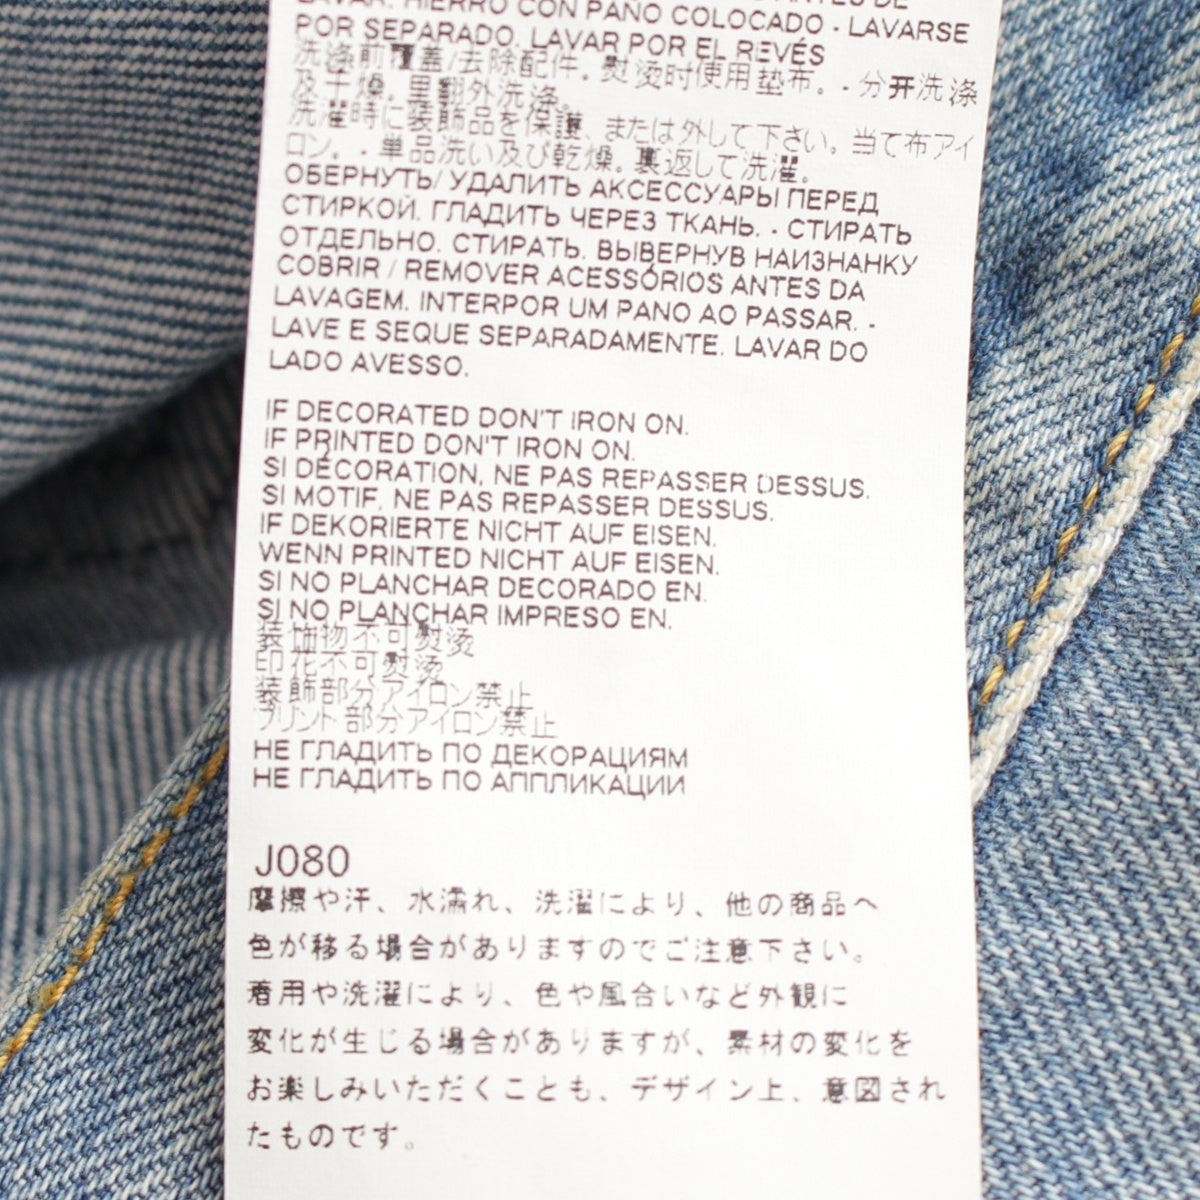 LAVAR. HIERRO CON PAÑO COLOCADO - LAVARSE
POR SEPARADO. LAVAR POR EL REVÉS
洗涤前覆盖/去除配件。熨烫时使用垫布。- 分开洗涤
及干燥。里翻外洗涤。
洗濯時に装飾品を保護、または外して下さい。当て布アイ
ロン。- 単品洗い及び乾燥。裏返して洗濯。
ОБЕРНУТЬ/ УДАЛИТЬ АКСЕССУАРЫ ПЕРЕД
СТИРКОЙ. ГЛАДИТЬ ЧЕРЕЗ ТКАНЬ. - СТИРАТЬ
ОТДЕЛЬНО. СТИРАТЬ. ВЫВЕРНУВ НАИЗНАНКУ
COBRIR / REMOVER ACESSÓRIOS ANTES DA
LAVAGEM. INTERPOR UM PANO AO PASSAR. -
LAVE E SEQUE SEPARADAMENTE. LAVAR DO
LADO AVESSO.
IF DECORATED DON'T IRON ON.
IF PRINTED DON'T IRON ON.
SI DÉCORATION, NE PAS REPASSER DESSUS.
SI MOTIF, NE PAS REPASSER DESSUS.
IF DEKORIERTE NICHT AUF EISEN.
WENN PRINTED NICHT AUF EISEN.
SI NO PLANCHAR DECORADO EN.
SI NO PLANCHAR IMPRESO EN.
装饰物不可熨烫
印花不可熨烫
装飾部分アイロン禁止
プリント部分アイロン禁止
НЕ ГЛАДИТЬ ПО ДЕКОРАЦИЯМ
НЕ ГЛАДИТЬ ПО АППЛИКАЦИИ
J080
摩擦や汗、水濡れ、洗濯により、他の商品へ
色が移る場合がありますのでご注意下さい。
着用や洗濯により、色や風合いなど外観に
変化が生じる場合がありますが、素材の変化を
お楽しみいただくことも、デザイン上、意図され
たものです。